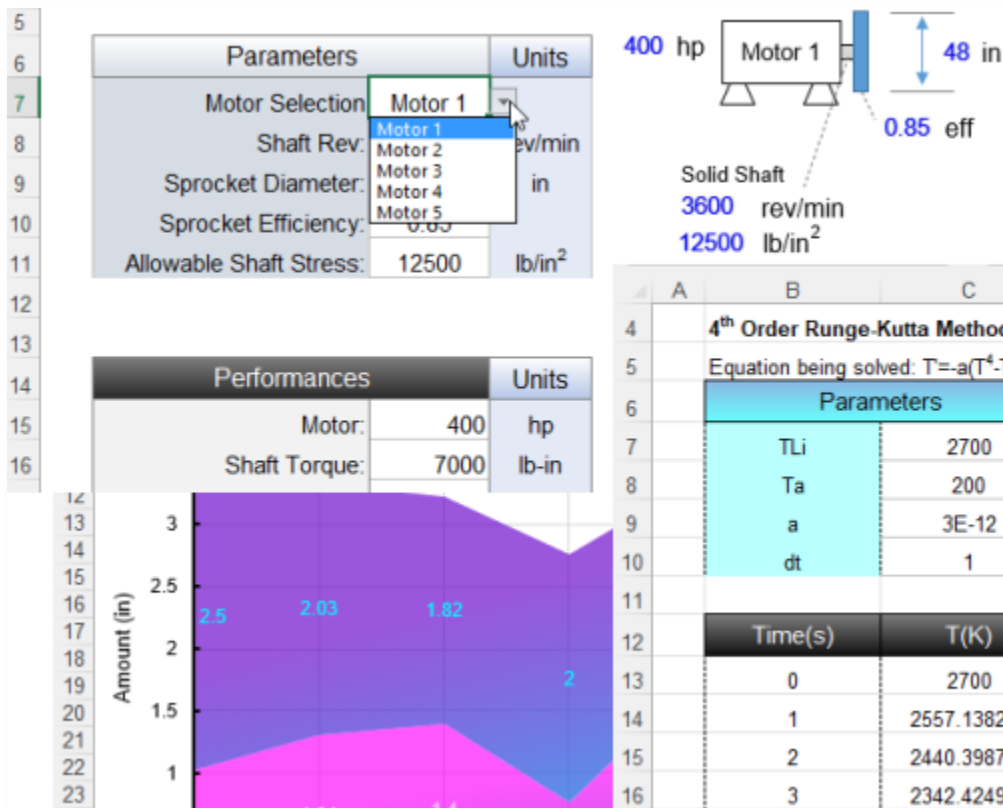 5
6 Parameters Units
7 Motor Selection Motor 1
Motor 1
8 Shaft Rev: Motor 2 ev/min
Motor 3
9 Sprocket Diameter: Motor 4 in
Motor 5
10 Sprocket Efficiency: 0.85
11 Allowable Shaft Stress: 12500 lb/in²
12
13
14 Performances Units
15 Motor: 400 hp
16 Shaft Torque: 7000 lb-in
400 hp Motor 1 48 in
0.85 eff
Solid Shaft
3600 rev/min
12500 lb/in²
A B C
4 4th Order Runge-Kutta Metho
5 Equation being solved: T'=-a(T⁴-
6 Parameters
7 TLi 2700
8 Ta 200
9 a 3E-12
10 dt 1
11
12 Time(s) T(K)
13 0 2700
14 1 2557.1382
15 2 2440.3987
16 3 2342.4249
12
13 3
14
15 2.5
16 2.5 2.03 1.82
17 Amount (in)
18 2
19 2
20 1.5
21
22 1
23 1.4